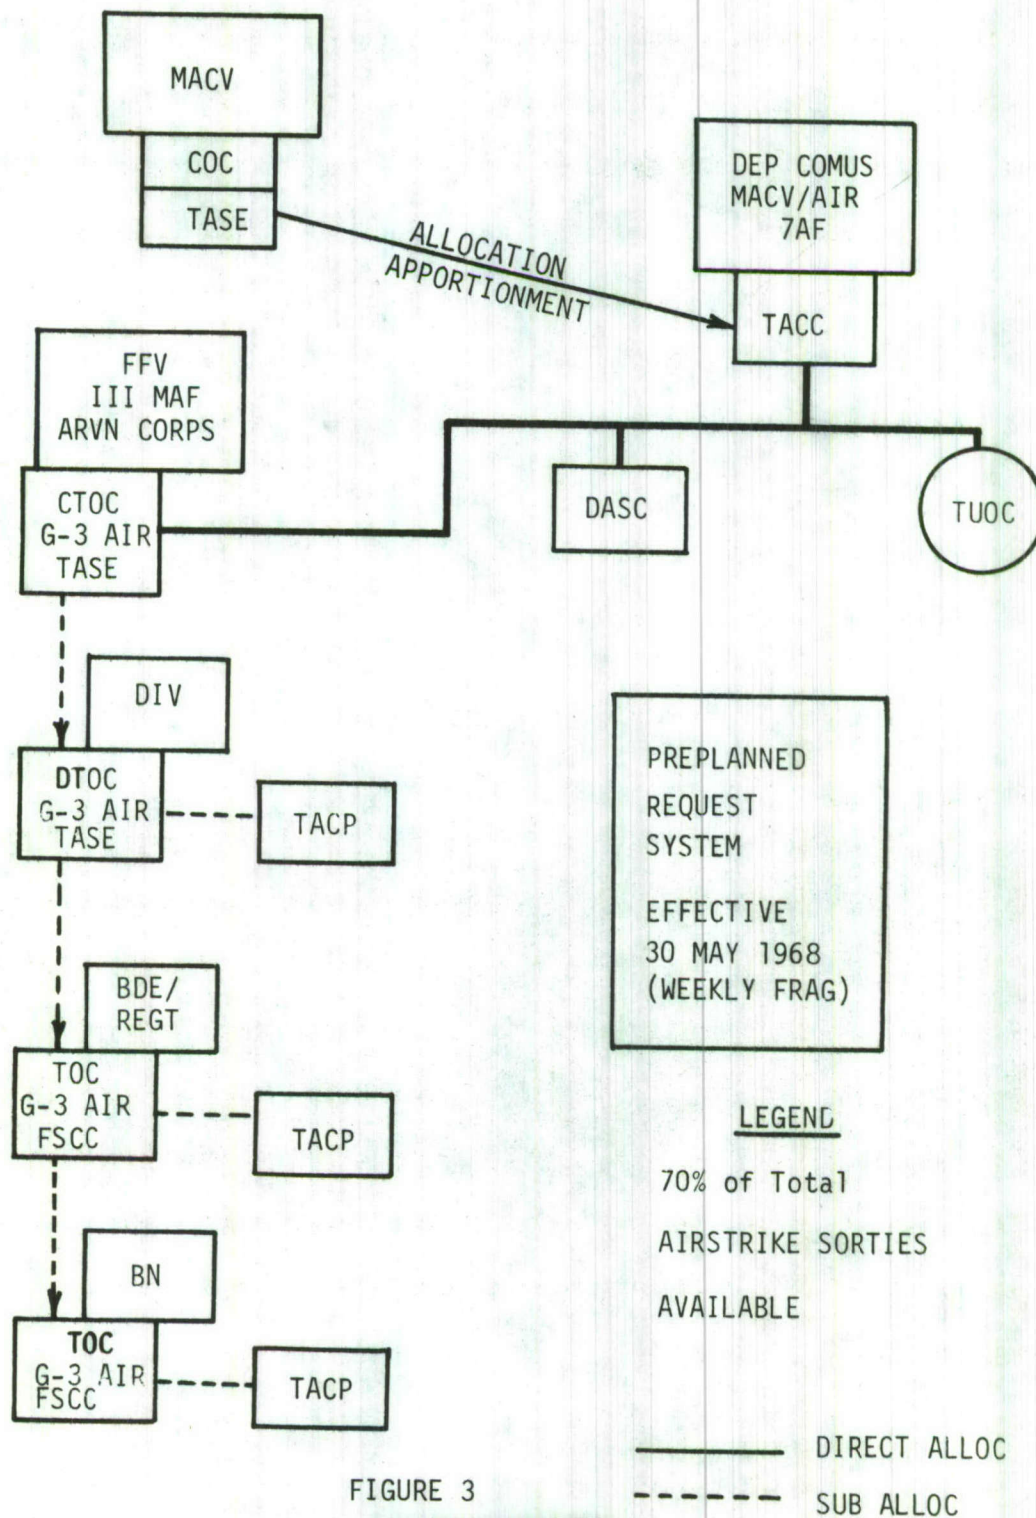 MACV
COC
TASE
ALLOCATION
APPORTIONMENT
DEP COMUS
MACV/AIR
7AF
TACC
FFV
III MAF
ARVN CORPS
CTOC
G-3 AIR
TASE
DASC
TUOC
DIV
DTOC
G-3 AIR
TASE
TACP
BDE/
REGT
TOC
G-3 AIR
FSCC
TACP
BN
TOC
G-3 AIR
FSCC
TACP
PREPLANNED
REQUEST
SYSTEM
EFFECTIVE
30 MAY 1968
(WEEKLY FRAG)
LEGEND
70% of Total
AIRSTRIKE SORTIES
AVAILABLE
DIRECT ALLOC
SUB ALLOC
FIGURE 3